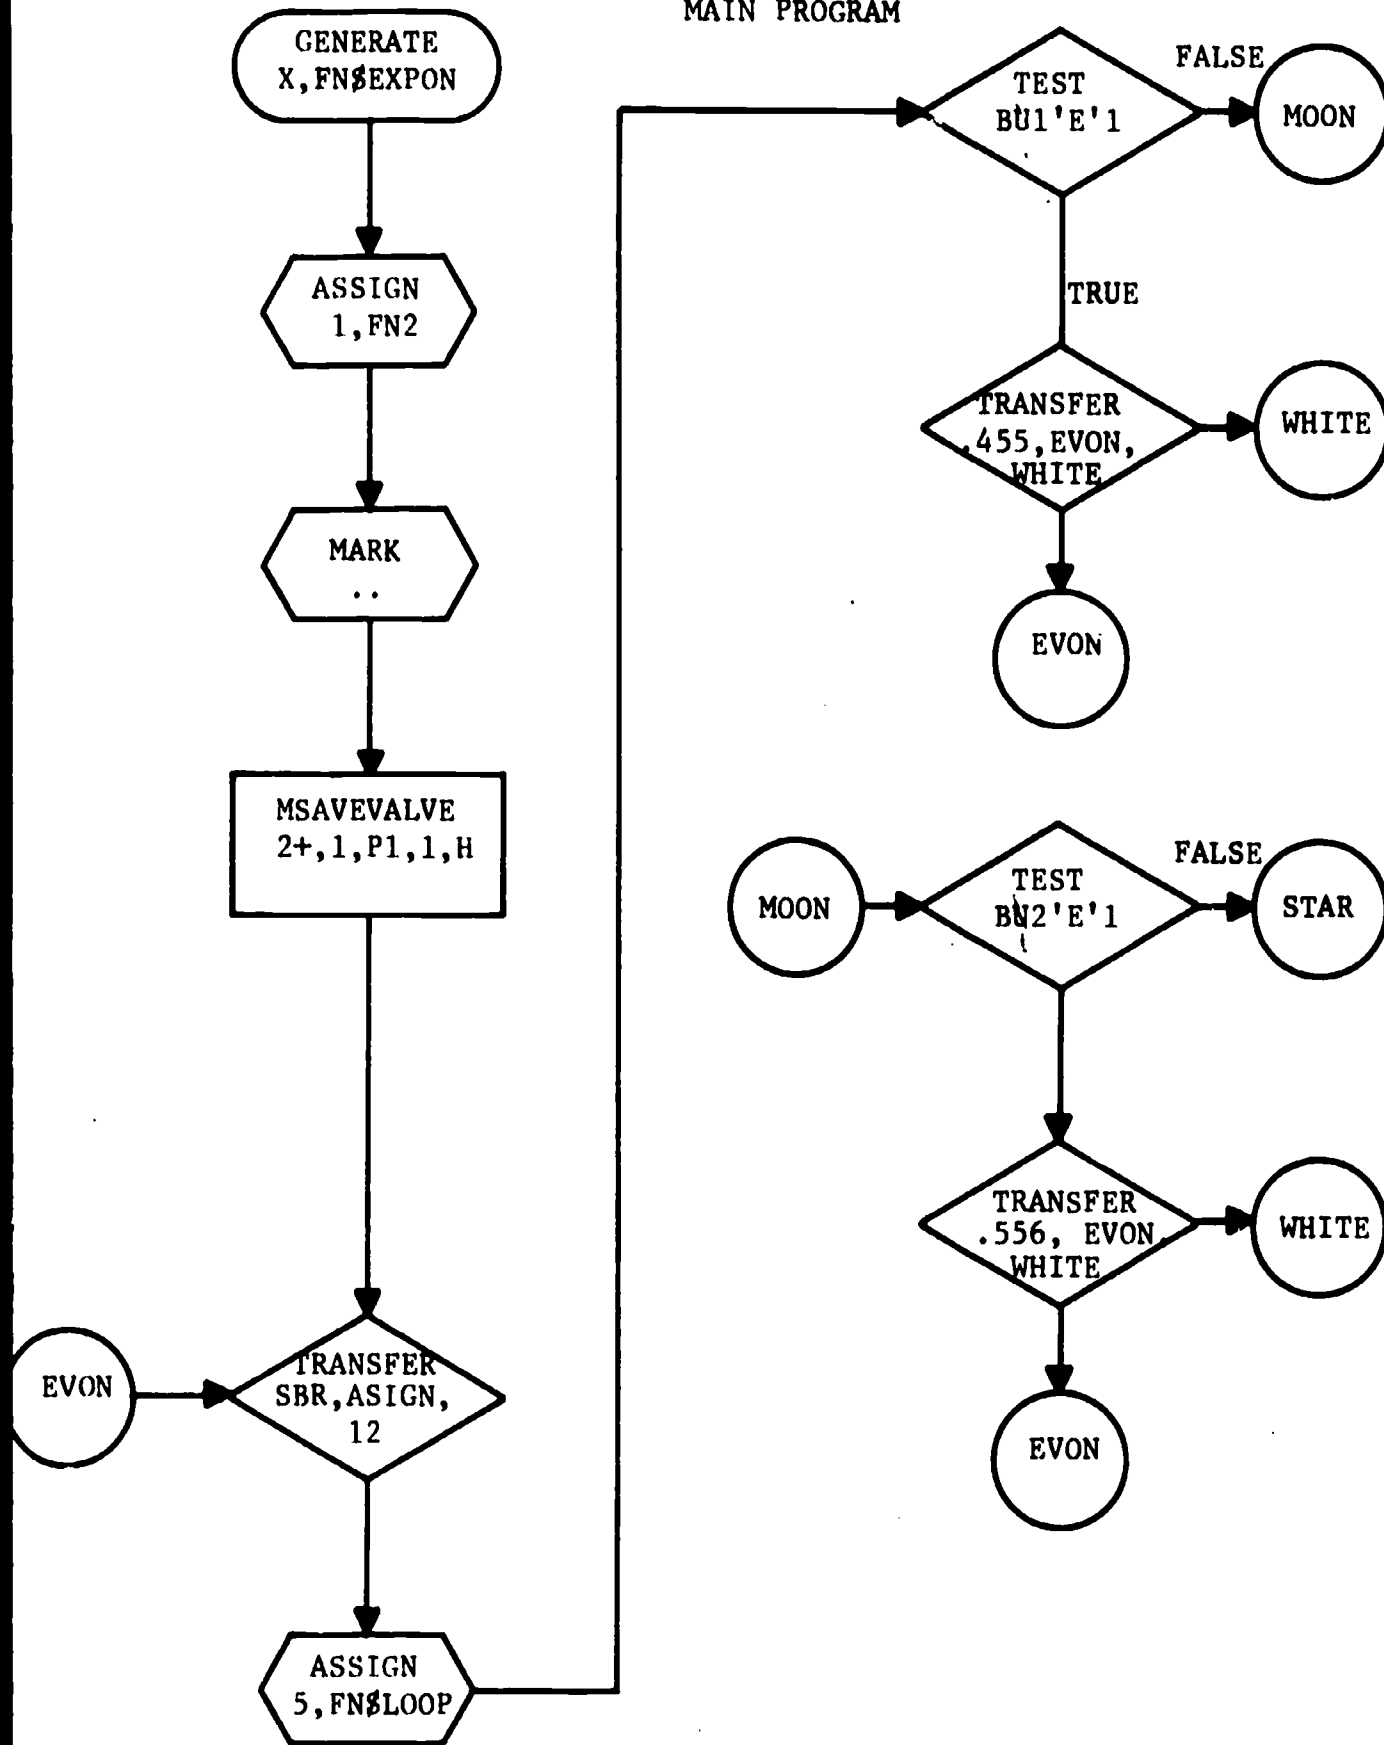 MAIN PROGRAM
GENERATE
X,FN$EXPON
ASSIGN
1,FN2
MARK
..
MSAVEVALVE
2+,1,P1,1,H
EVON
TRANSFER
SBR,ASIGN,
12
ASSIGN
5,FN$LOOP
TEST
BU1'E'1
FALSE
MOON
TRUE
TRANSFER
.455,EVON,
WHITE
WHITE
EVON
MOON
TEST
BU2'E'1
FALSE
STAR
TRANSFER
.556, EVON,
WHITE
WHITE
EVON